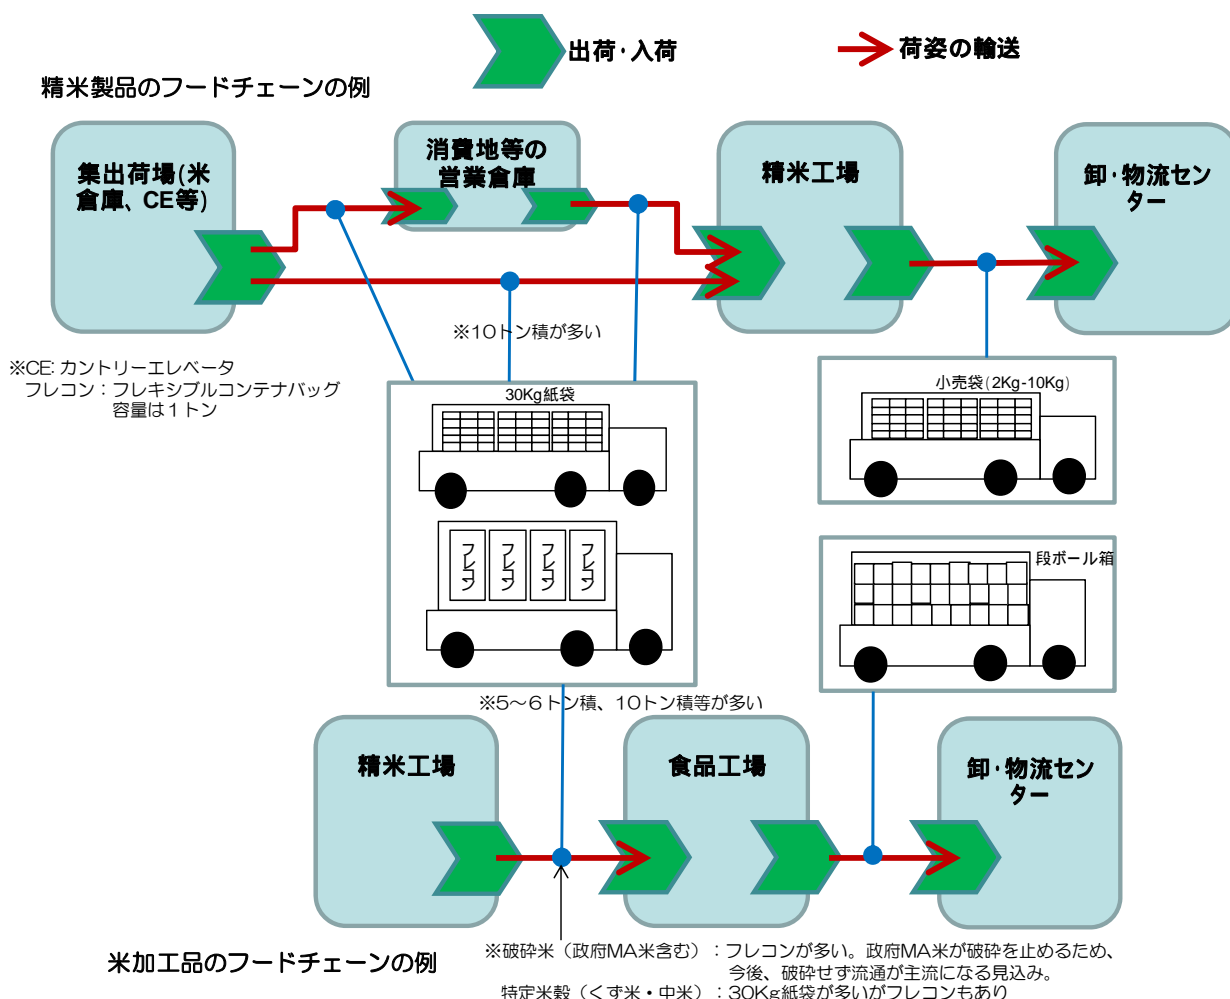 出荷・入荷
荷姿の輸送
精米製品のフードチェーンの例
集出荷場(米
倉庫、CE等)
消費地等の
営業倉庫
精米工場
卸・物流セン
ター
※10トン積が多い
※CE: カントリーエレベータ
フレコン：フレキシブルコンテナバッグ
容量は１トン
30Kg紙袋
フレコン
フレコン
フレコン
フレコン
小売袋(2Kg-10Kg)
段ボール箱
※5～６トン積、10トン積等が多い
精米工場
食品工場
卸・物流セン
ター
米加工品のフードチェーンの例
※破砕米（政府MA米含む）：フレコンが多い。政府MA米が破砕を止めるため、
今後、破砕せず流通が主流になる見込み。
特定米穀（くず米・中米）：30Kg紙袋が多いがフレコンもあり